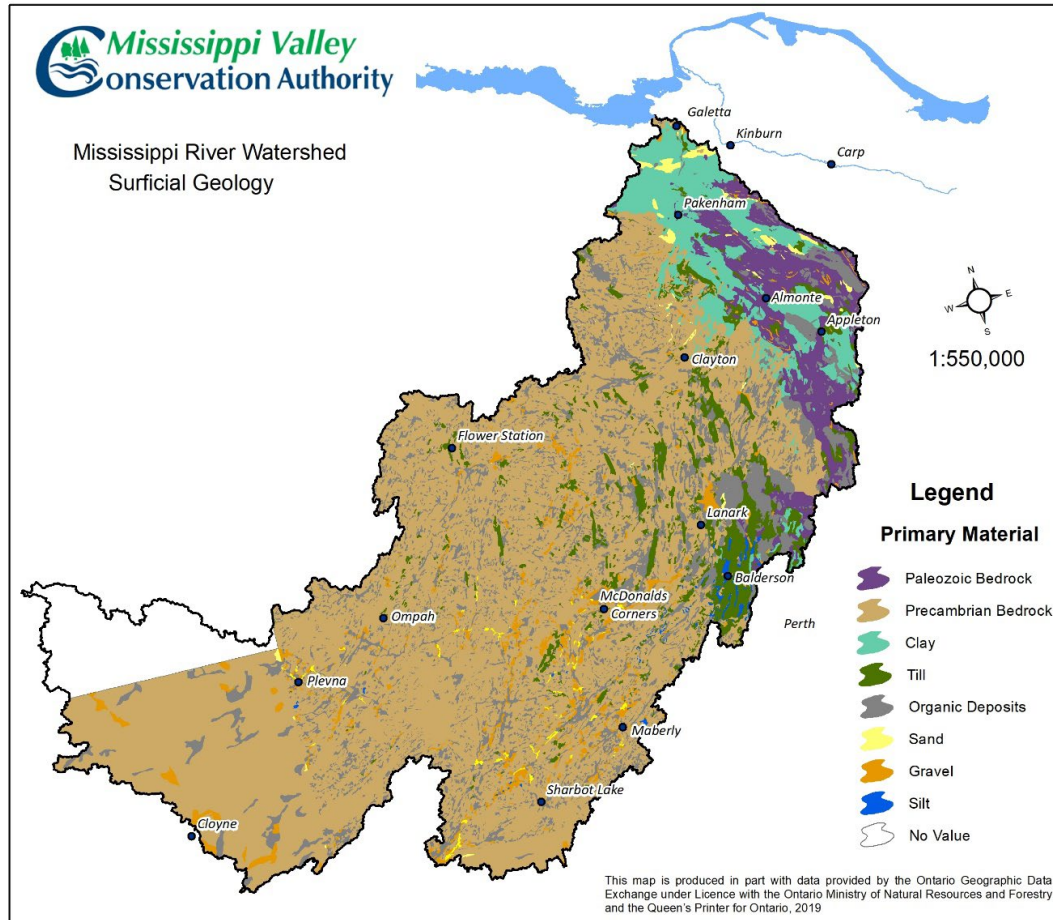 Mississippi Valley
Conservation Authority
Mississippi River Watershed
Surficial Geology
Galetta
Kinburn
Carp
Pakenham
N
W
E
S
1:550,000
Almonte
Appleton
Clayton
Flower Station
Lanark
Balderson
McDonalds
Corners
Ompah
Perth
Plevna
Maberly
Sharbot Lake
Cloyne
Legend
Primary Material
Paleozoic Bedrock
Precambrian Bedrock
Clay
Till
Organic Deposits
Sand
Gravel
Silt
No Value
This map is produced in part with data provided by the Ontario Geographic Data
Exchange under Licence with the Ontario Ministry of Natural Resources and Forestry
and the Queen's Printer for Ontario, 2019